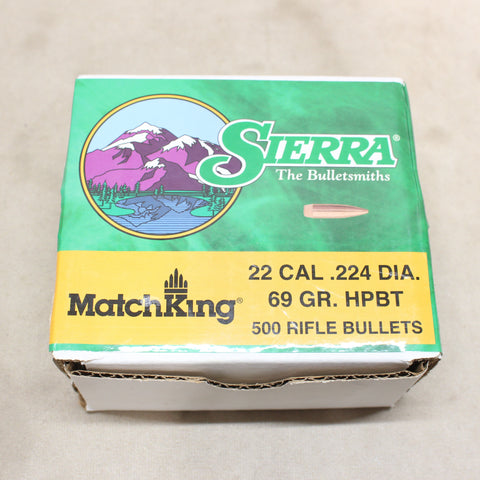 SIERRA®
The Bulletsmiths
MatchKing®
22 CAL .224 DIA.
69 GR. HPBT
500 RIFLE BULLETS